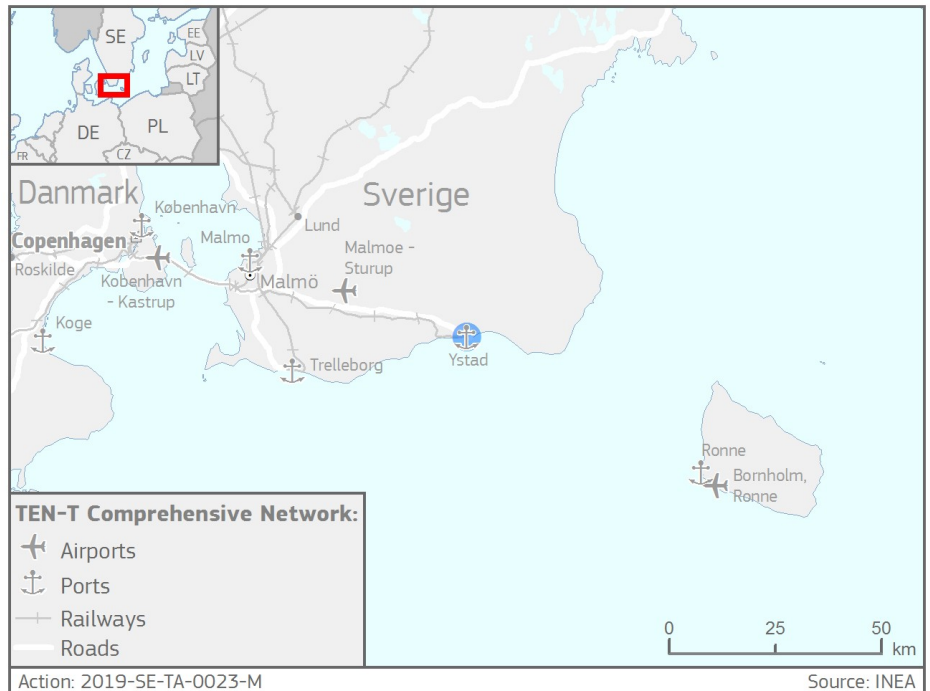 SE
EE
LV
LT
DE
PL
CZ
FR
Danmark
Sverige
København
Lund
Copenhagen
Malmo
Malmoe -
Sturup
Roskilde
København
- Kastrup
Malmö
Koge
Trelleborg
Ystad
Ronne
Bornholm,
Ronne
TEN-T Comprehensive Network:
Airports
Ports
Railways
Roads
0 25 50
km
Action: 2019-SE-TA-0023-M
Source: INEA